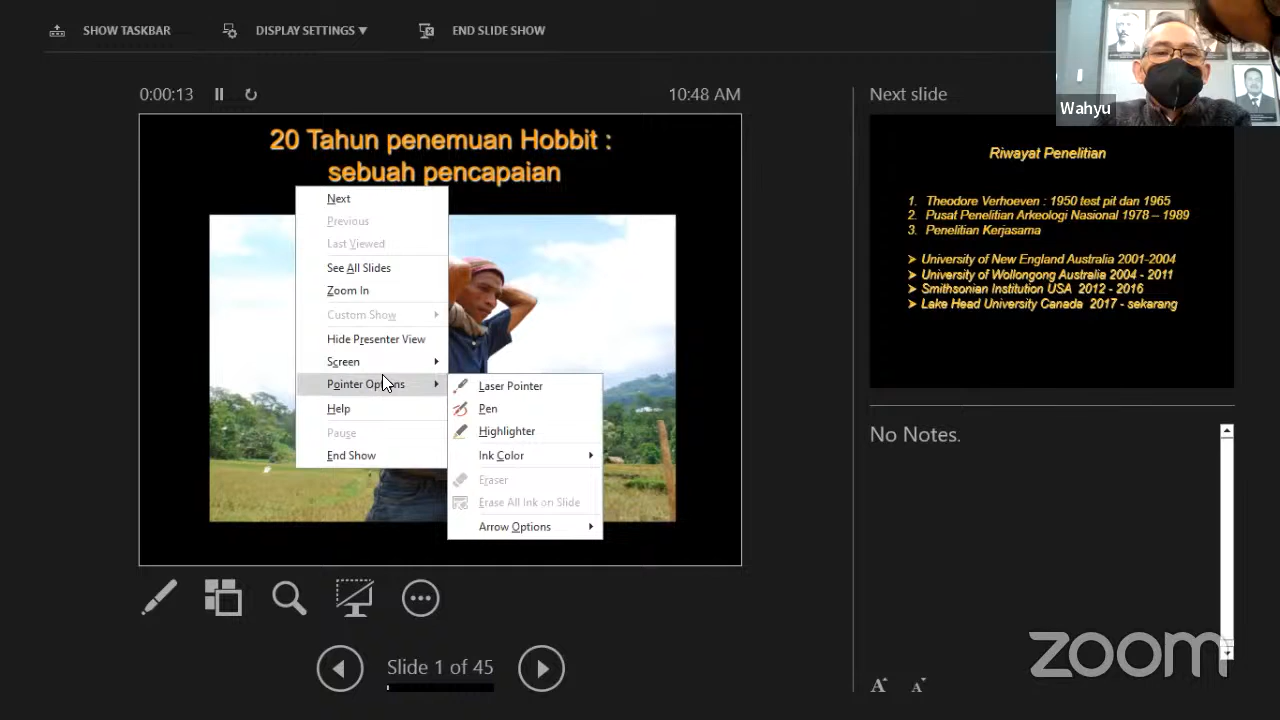 SHOW TASKBAR
DISPLAY SETTINGS ▼
END SLIDE SHOW
Wahyu
0:00:13
10:48 AM
20 Tahun penemuan Hobbit :
sebuah pencapaian
Next
Previous
Last Viewed
See All Slides
Zoom In
Custom Show
Hide Presenter View
Screen
Pointer Options
Help
Pause
End Show
Laser Pointer
Pen
Highlighter
Ink Color
Eraser
Erase All Ink on Slide
Arrow Options
Slide 1 of 45
Next slide
Riwayat Penelitian
1. Theodore Verhoeven : 1950 test pit dan 1965
2. Pusat Penelitian Arkeologi Nasional 1978 – 1989
3. Penelitian Kerjasama
➢ University of New England Australia 2001-2004
➢ University of Wollongong Australia 2004 - 2011
➢ Smithsonian Institution USA 2012 - 2016
➢ Lake Head University Canada 2017 - sekarang
No Notes.
zoom
A A